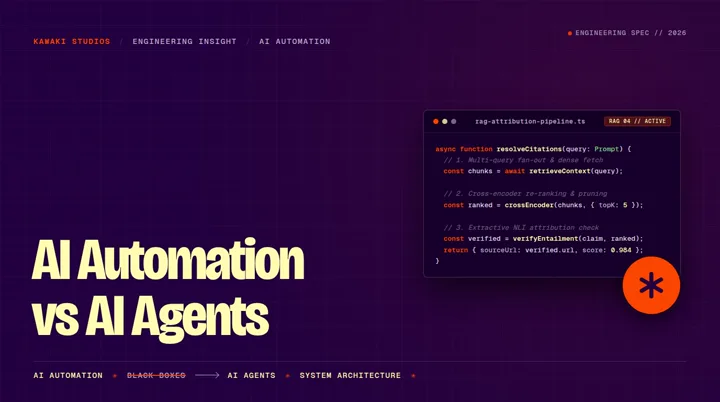 KAWAKI STUDIOS / ENGINEERING INSIGHT / AI AUTOMATION
ENGINEERING SPEC // 2026
rag-attribution-pipeline.ts
RAG 04 // ACTIVE
async function resolveCitations(query: Prompt) {
// 1. Multi-query fan-out & dense fetch
const chunks = await retrieveContext(query);
// 2. Cross-encoder re-ranking & pruning
const ranked = crossEncoder(chunks, { topK: 5 });
// 3. Extractive NLI attribution check
const verified = verifyEntailment(claim, ranked);
return { sourceUrl: verified.url, score: 0.984 };
}
AI Automation
vs AI Agents
AI AUTOMATION * BLACK BOXES → AI AGENTS * SYSTEM ARCHITECTURE *